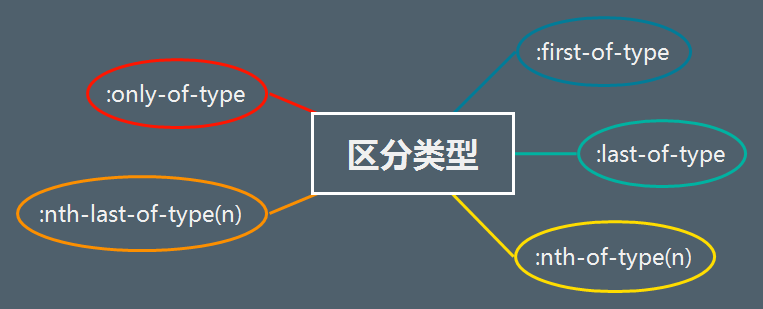 :first-of-type
:only-of-type
区分类型
:last-of-type
:nth-last-of-type(n)
:nth-of-type(n)